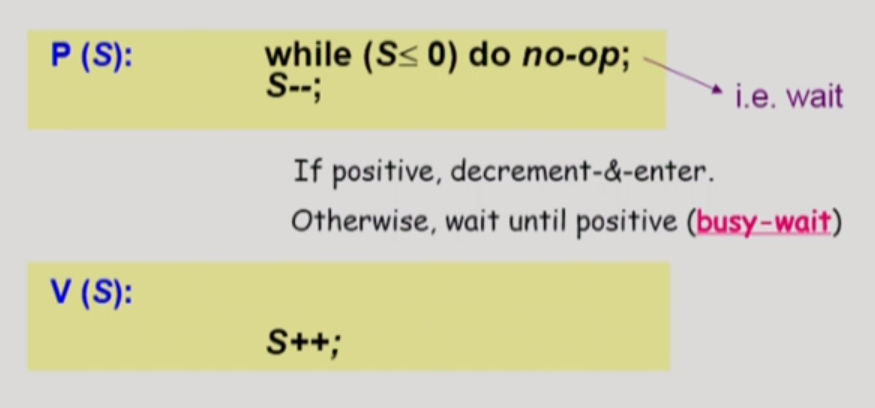 P (S): while (S≤ 0) do no-op;
S--;
i.e. wait
If positive, decrement-&-enter.
Otherwise, wait until positive (busy-wait)
V (S):
S++;